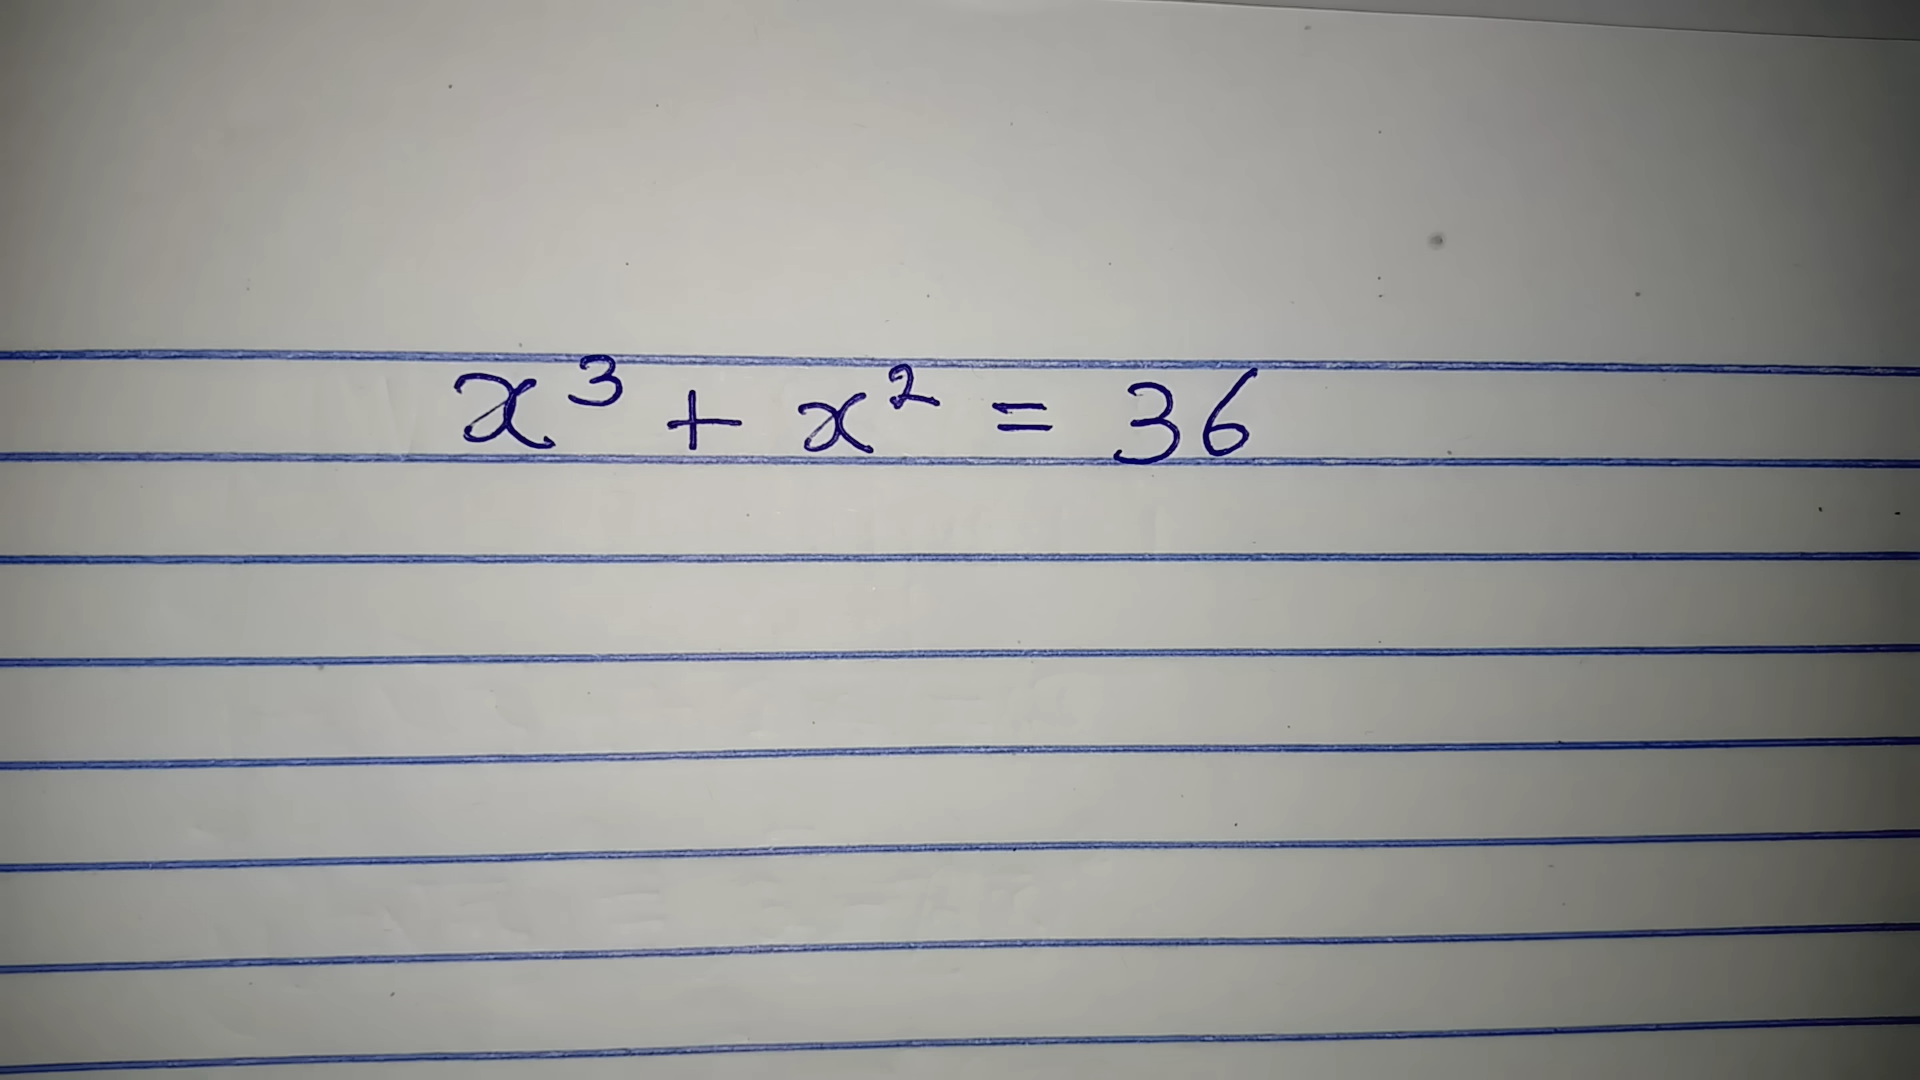 x³ + x² = 36